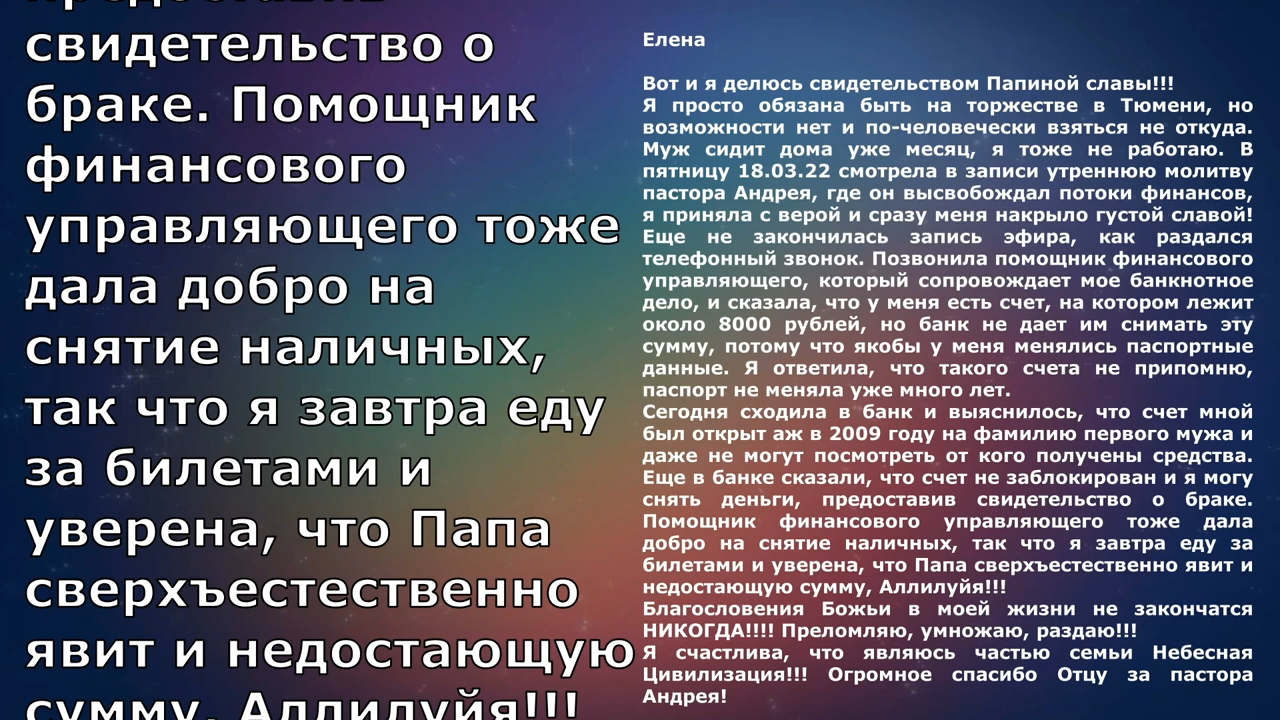 свидетельство о
браке. Помощник
финансового
управляющего тоже
дала добро на
снятие наличных,
так что я завтра еду
за билетами и
уверена, что Папа
сверхъестественно
явит и недостающую
сумму, Аллилуйя!!!
Елена
Вот и я делюсь свидетельством Папиной славы!!!
Я просто обязана быть на торжестве в Тюмени, но
возможности нет и по-человечески взяться не откуда.
Муж сидит дома уже месяц, я тоже не работаю. В
пятницу 18.03.22 смотрела в записи утреннюю молитву
пастора Андрея, где он высвобождал потоки финансов,
я приняла с верой и сразу меня накрыло густой славой!
Еще не закончилась запись эфира, как раздался
телефонный звонок. Позвонила помощник финансового
управляющего, который сопровождает мое банкнотное
дело, и сказала, что у меня есть счет, на котором лежит
около 8000 рублей, но банк не дает им снимать эту
сумму, потому что якобы у меня менялись паспортные
данные. Я ответила, что такого счета не припомню,
паспорт не меняла уже много лет.
Сегодня сходила в банк и выяснилось, что счет мной
был открыт аж в 2009 году на фамилию первого мужа и
даже не могут посмотреть от кого получены средства.
Еще в банке сказали, что счет не заблокирован и я могу
снять деньги, предоставив свидетельство о браке.
Помощник финансового управляющего тоже дала
добро на снятие наличных, так что я завтра еду за
билетами и уверена, что Папа сверхъестественно явит и
недостающую сумму, Аллилуйя!!!
Благословения Божьи в моей жизни не закончатся
НИКОГДА!!!! Преломляю, умножаю, раздаю!!!
Я счастлива, что являюсь частью семьи Небесная
Цивилизация!!! Огромное спасибо Отцу за пастора
Андрея!